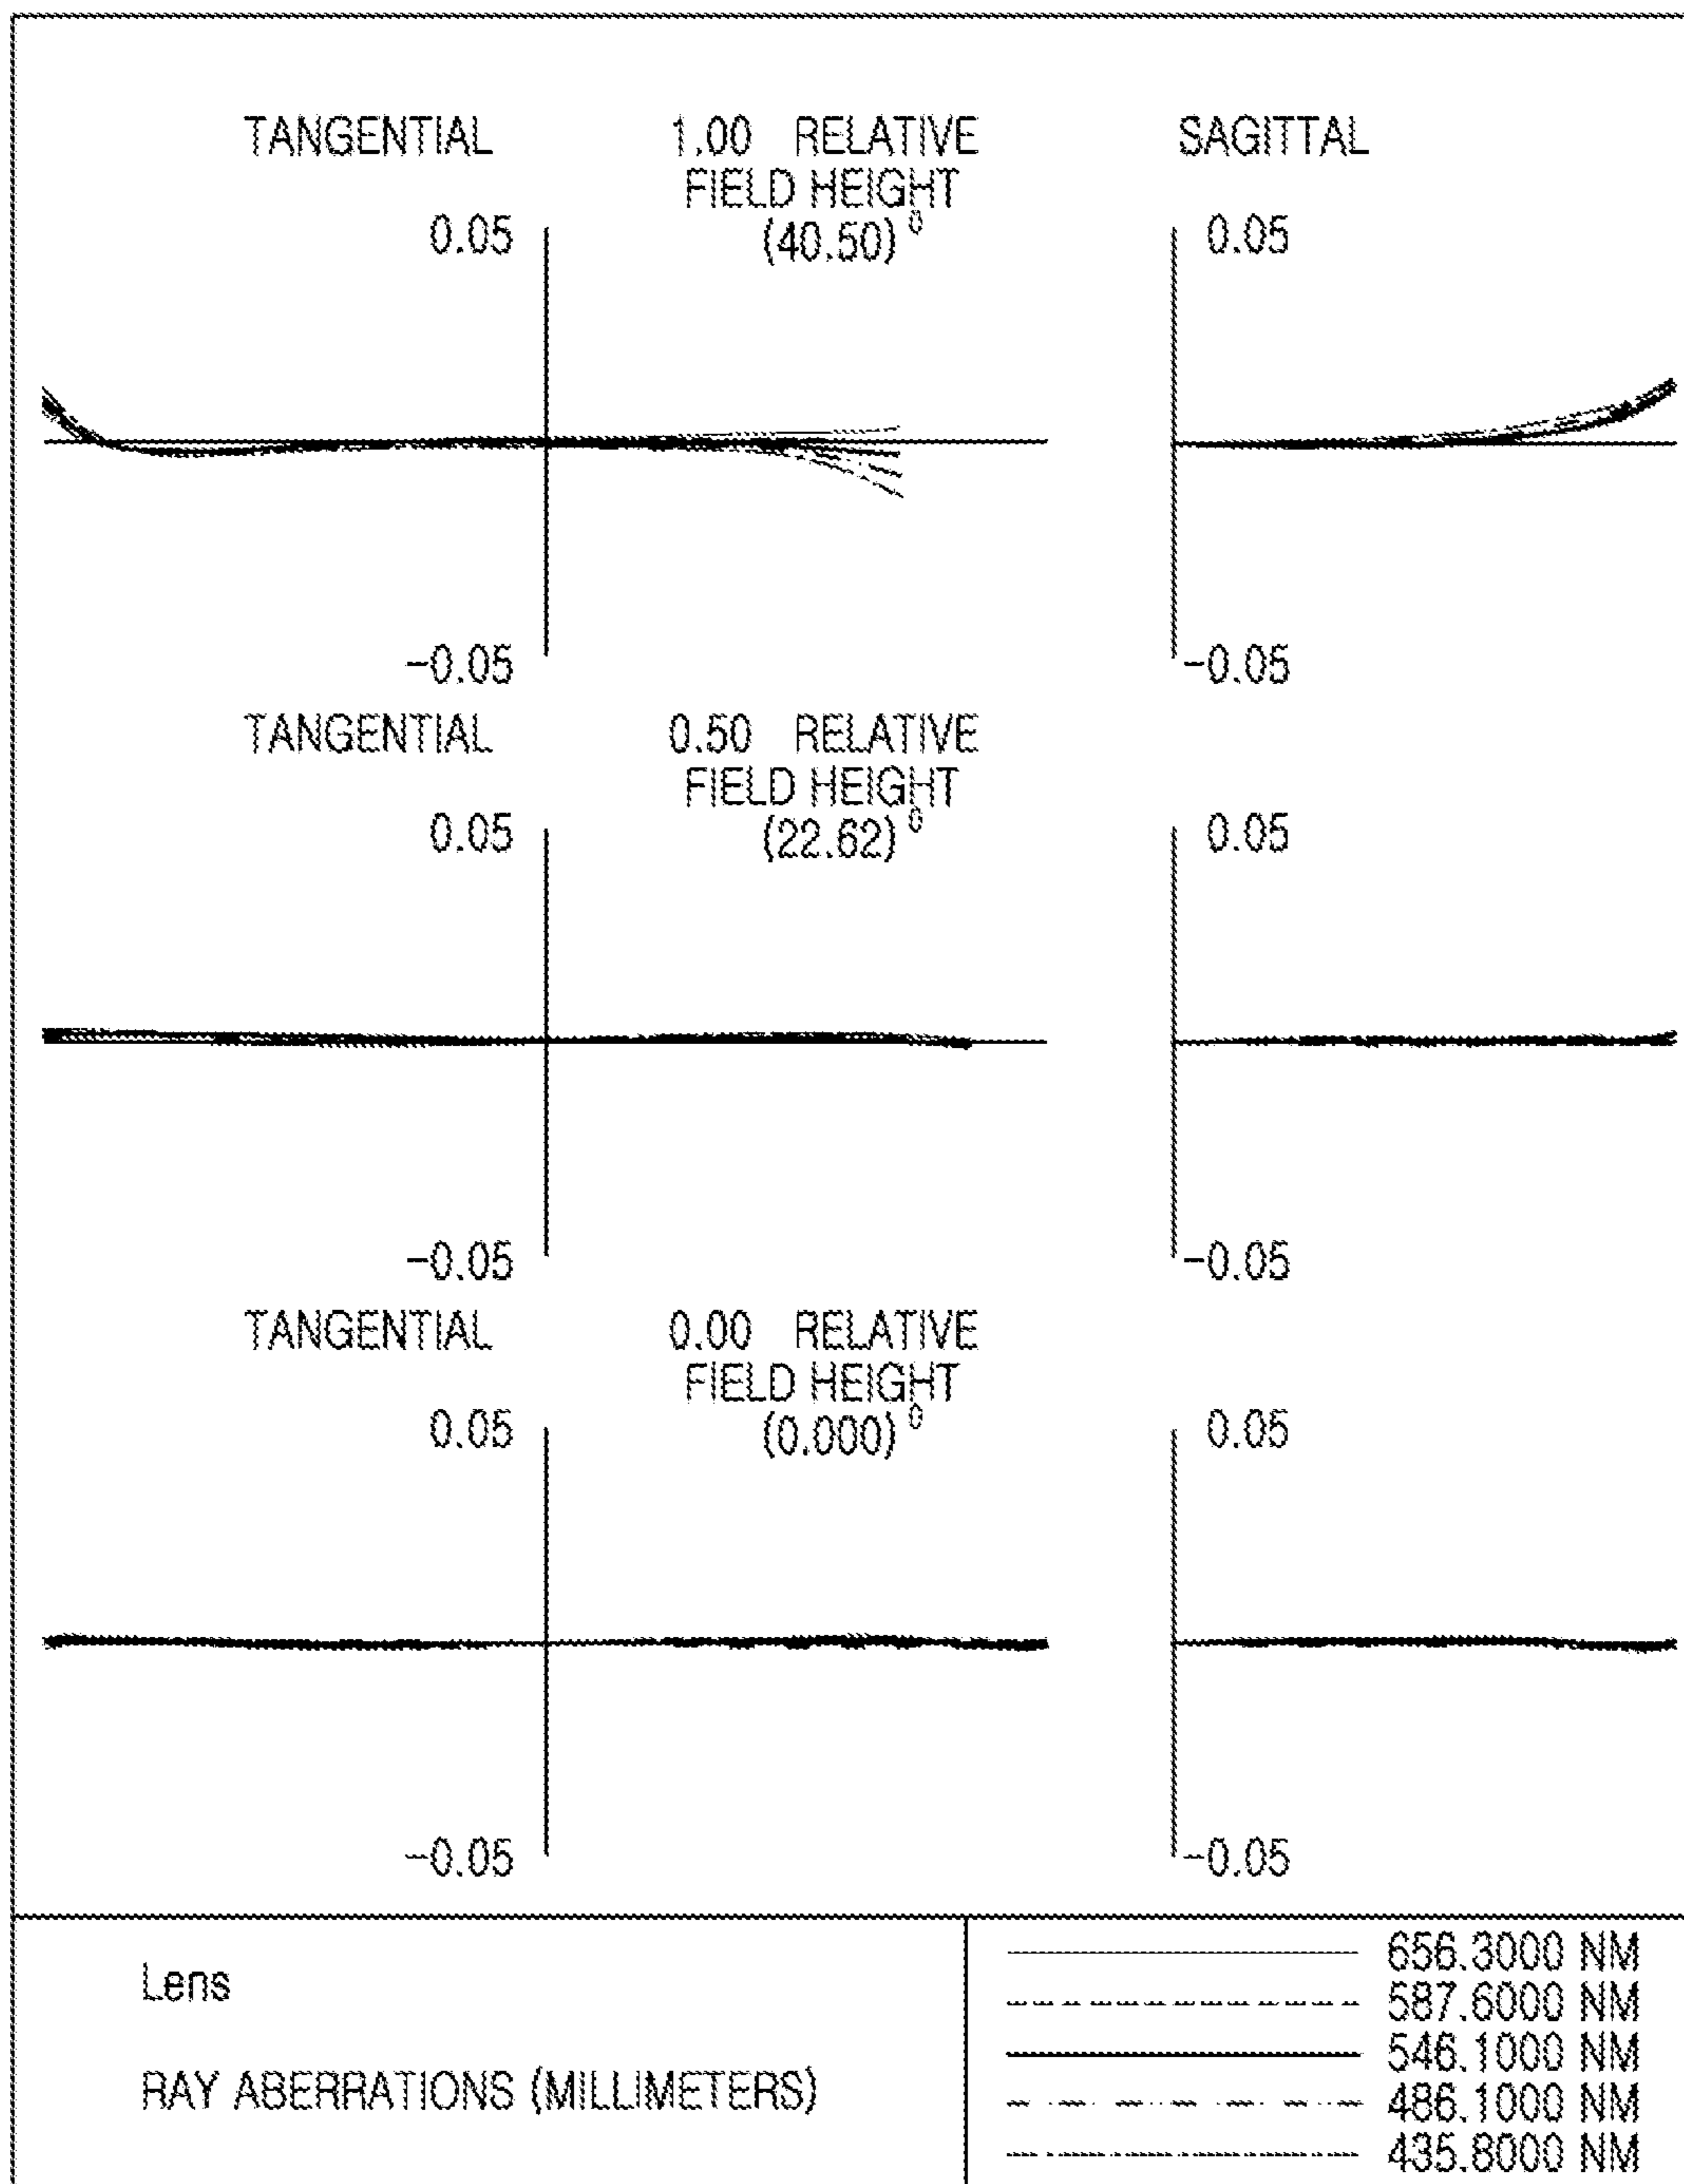 TANGENTIAL 1.00 RELATIVE SAGITTAL
FIELD HEIGHT
0.05 (40.50)⁰ 0.05
-0.05 -0.05
TANGENTIAL 0.50 RELATIVE
FIELD HEIGHT
0.05 (22.62)⁰ 0.05
-0.05 -0.05
TANGENTIAL 0.00 RELATIVE
FIELD HEIGHT
0.05 (0.000)⁰ 0.05
-0.05 -0.05
Lens
RAY ABERRATIONS (MILLIMETERS)
656.3000 NM
587.6000 NM
546.1000 NM
486.1000 NM
435.8000 NM